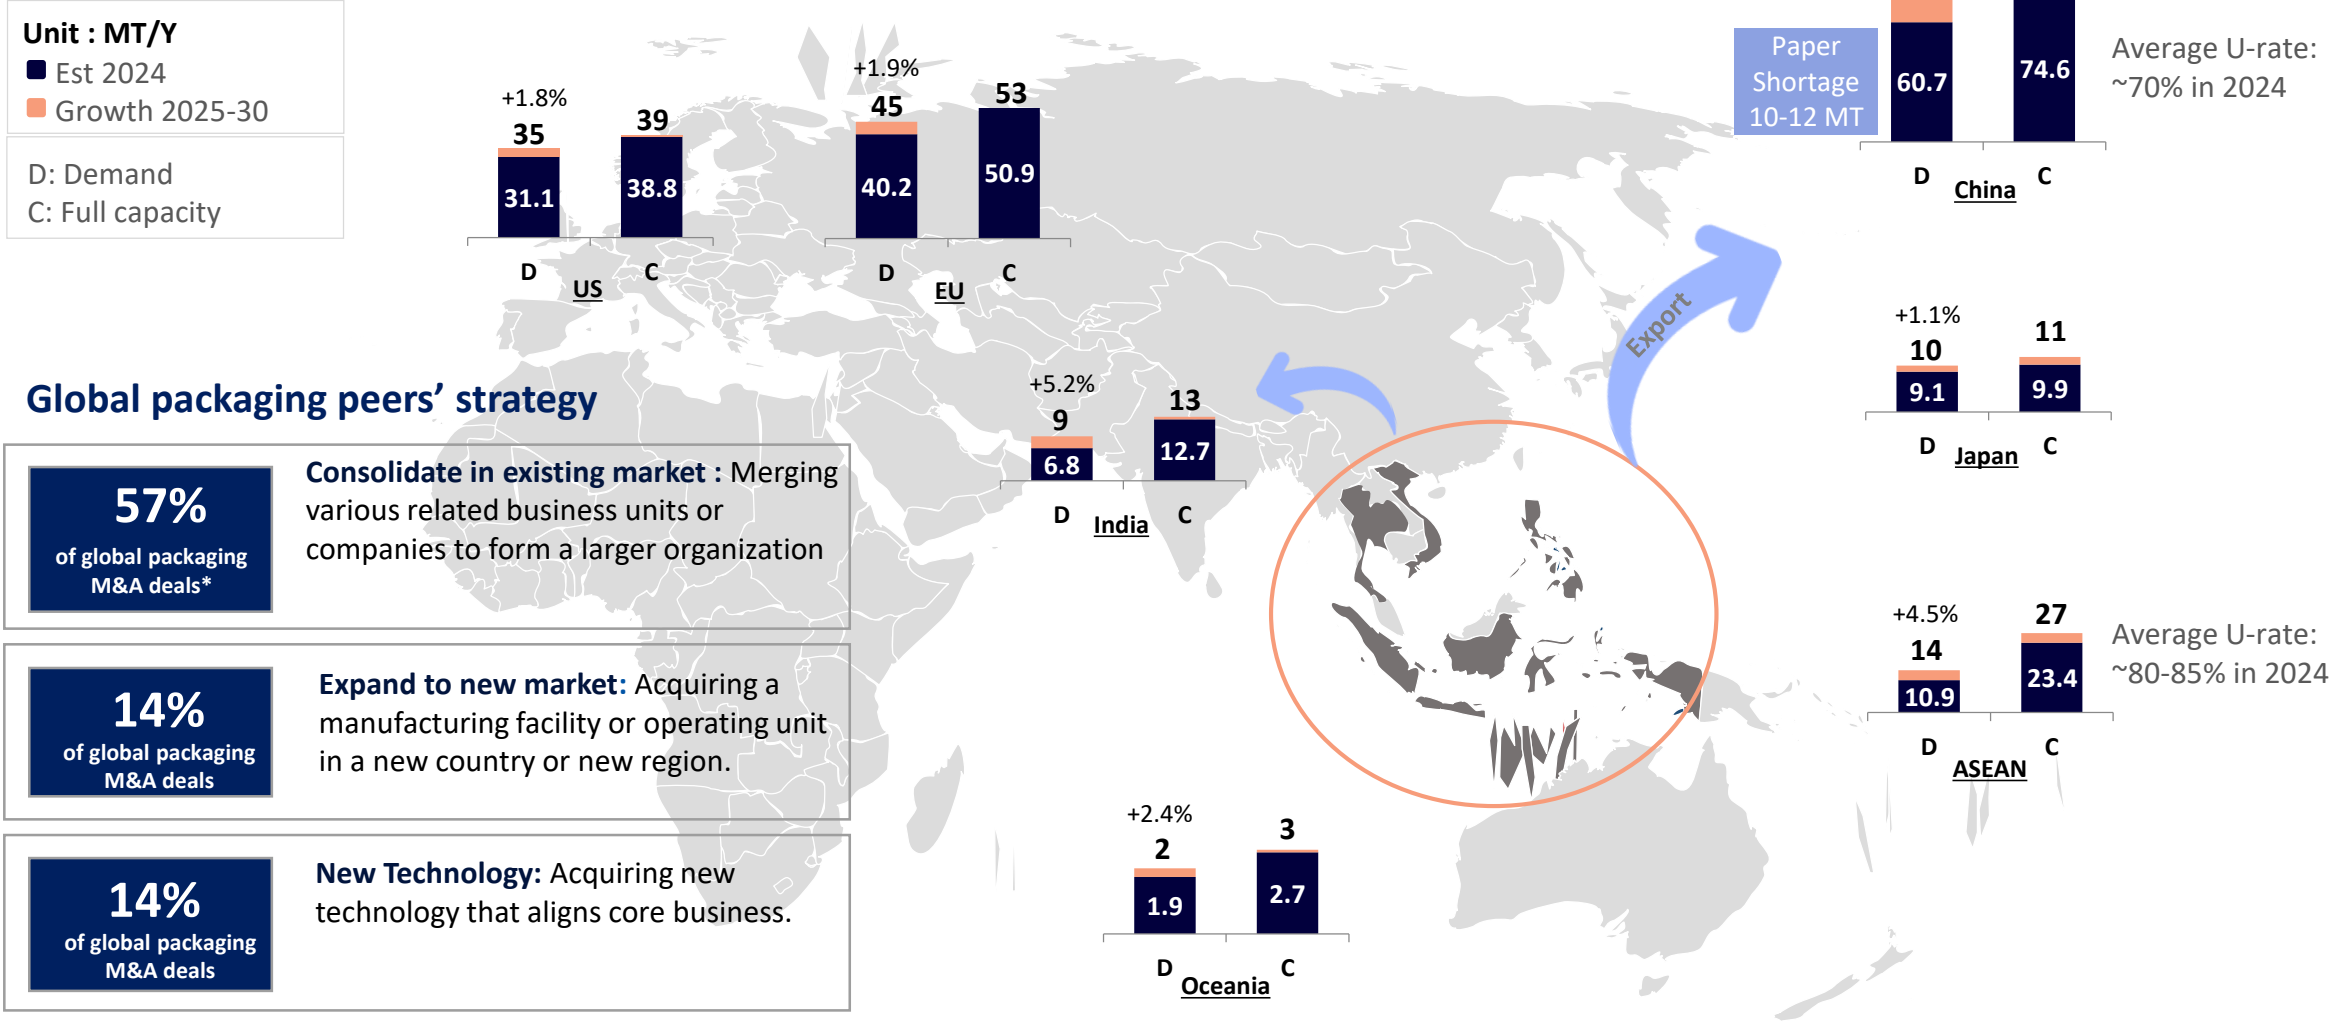 Unit : MT/Y
Est 2024
Growth 2025-30
D: Demand
C: Full capacity
+1.8%
35
39
31.1
38.8
D
C
US
+1.9%
45
53
40.2
50.9
D
C
EU
Paper
Shortage
10-12 MT
60.7
74.6
D
C
China
Average U-rate:
~70% in 2024
Export
+1.1%
10
11
9.1
9.9
D
C
Japan
+5.2%
9
13
6.8
12.7
D
C
India
+4.5%
14
27
10.9
23.4
D
C
ASEAN
Average U-rate:
~80-85% in 2024
+2.4%
2
3
1.9
2.7
D
C
Oceania
Global packaging peers’ strategy
57%
of global packaging
M&A deals*
Consolidate in existing market : Merging
various related business units or
companies to form a larger organization
14%
of global packaging
M&A deals
Expand to new market: Acquiring a
manufacturing facility or operating unit
in a new country or new region.
14%
of global packaging
M&A deals
New Technology: Acquiring new
technology that aligns core business.